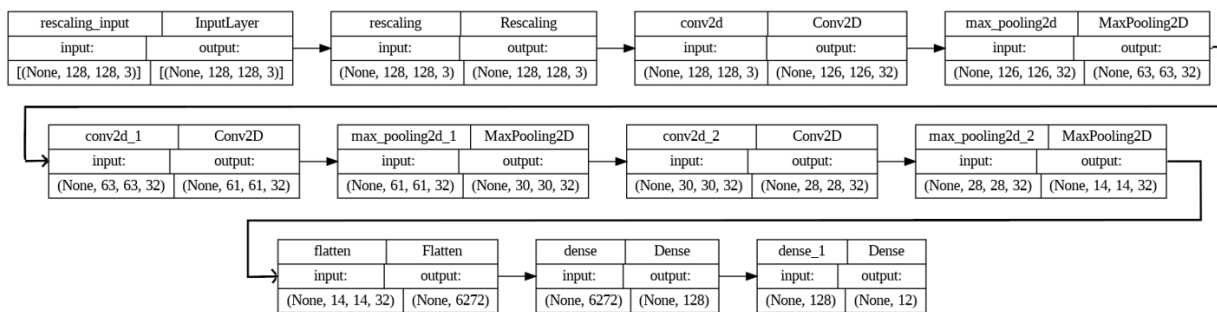 rescaling_input InputLayer rescaling Rescaling conv2d Conv2D max_pooling2d MaxPooling2D
input: output: input: output: input: output: input: output:
[(None, 128, 128, 3)] [(None, 128, 128, 3)] (None, 128, 128, 3) (None, 128, 128, 3) (None, 128, 128, 3) (None, 126, 126, 32) (None, 126, 126, 32) (None, 63, 63, 32)
conv2d_1 Conv2D max_pooling2d_1 MaxPooling2D conv2d_2 Conv2D max_pooling2d_2 MaxPooling2D
input: output: input: output: input: output: input: output:
(None, 63, 63, 32) (None, 61, 61, 32) (None, 61, 61, 32) (None, 30, 30, 32) (None, 30, 30, 32) (None, 28, 28, 32) (None, 28, 28, 32) (None, 14, 14, 32)
flatten Flatten dense Dense dense_1 Dense
input: output: input: output: input: output:
(None, 14, 14, 32) (None, 6272) (None, 6272) (None, 128) (None, 128) (None, 12)